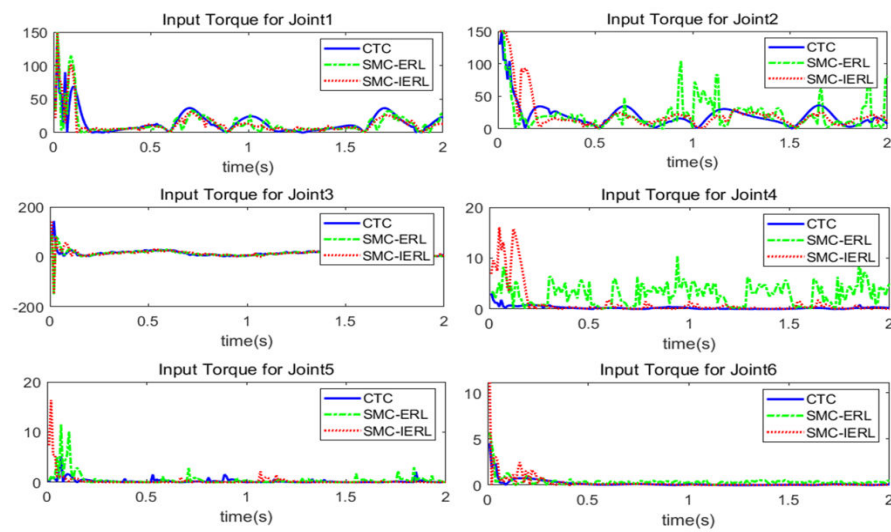 Input Torque for Joint1
150
100
50
0
CTC
SMC-ERL
SMC-IERL
0 0.5 1 1.5 2
time(s)
Input Torque for Joint2
150
100
50
0
CTC
SMC-ERL
SMC-IERL
0 0.5 1 1.5 2
time(s)
Input Torque for Joint3
200
0
-200
CTC
SMC-ERL
SMC-IERL
0 0.5 1 1.5 2
time(s)
Input Torque for Joint4
20
10
0
CTC
SMC-ERL
SMC-IERL
0 0.5 1 1.5 2
time(s)
Input Torque for Joint5
20
10
0
CTC
SMC-ERL
SMC-IERL
0 0.5 1 1.5 2
time(s)
Input Torque for Joint6
10
5
0
CTC
SMC-ERL
SMC-IERL
0 0.5 1 1.5 2
time(s)